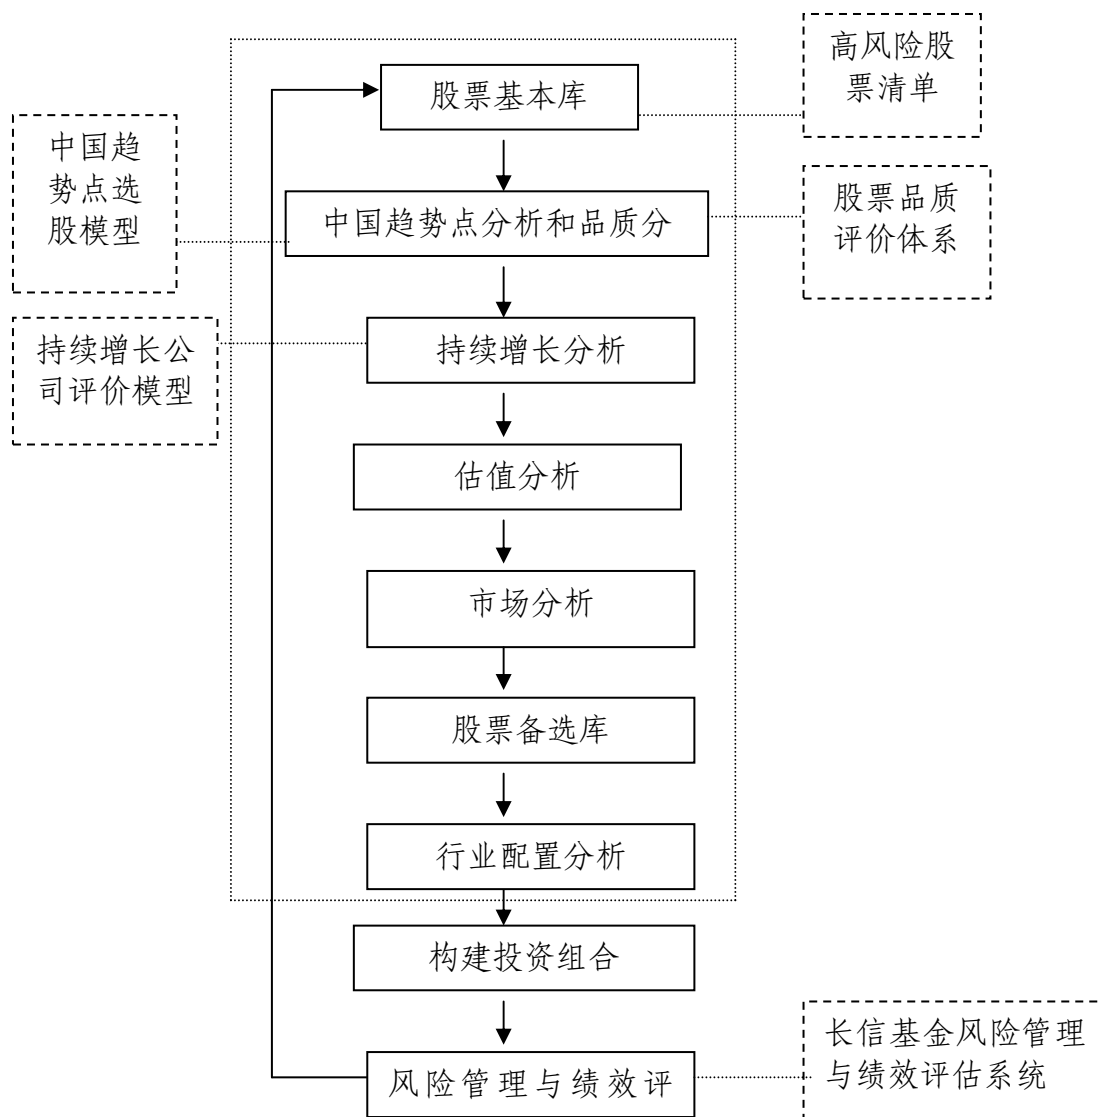 高风险股
票清单
股票基本库
中国趋
势点选
股模型
股票品质
评价体系
中国趋势点分析和品质分
持续增长公
司评价模型
持续增长分析
估值分析
市场分析
股票备选库
行业配置分析
构建投资组合
长信基金风险管理
与绩效评估系统
风险管理与绩效评